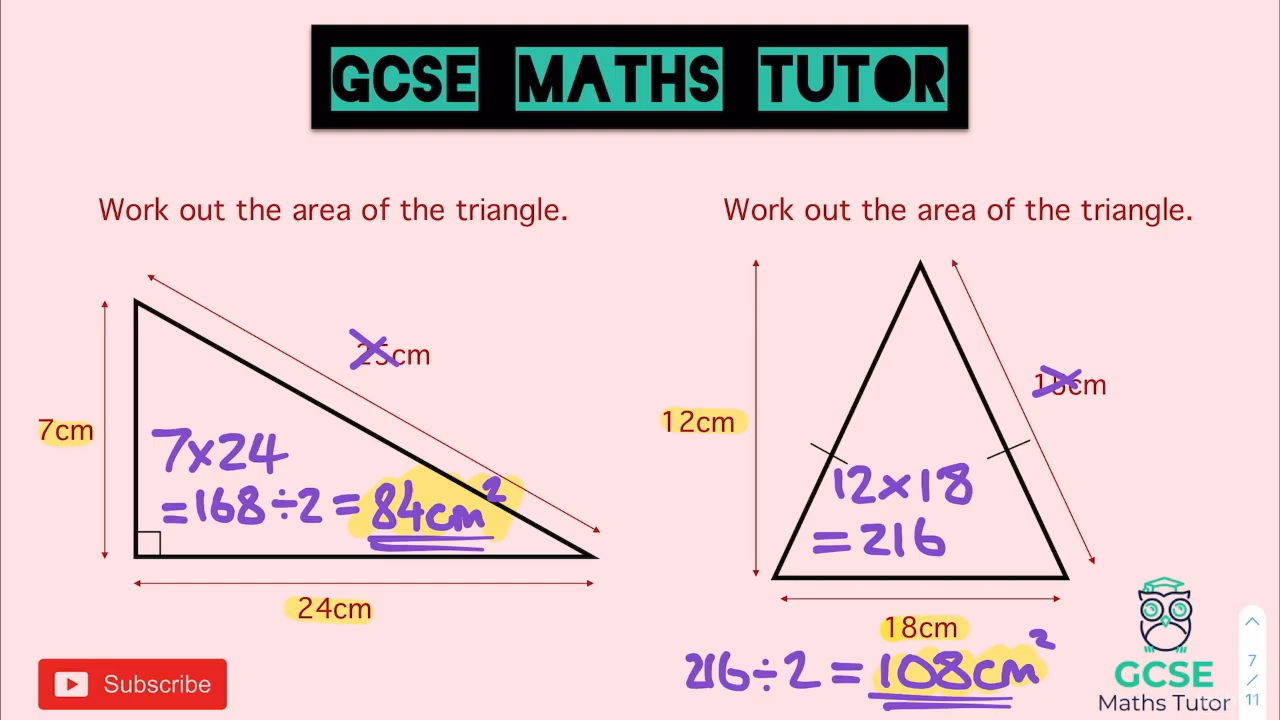 GCSE MATHS TUTOR
Work out the area of the triangle.
25cm
7cm
7x24
=168÷2=84cm²
24cm
Work out the area of the triangle.
12cm
cm
12x18
=216
18cm
216÷2=108cm²
Subscribe
GCSE
Maths Tutor
7
/
11